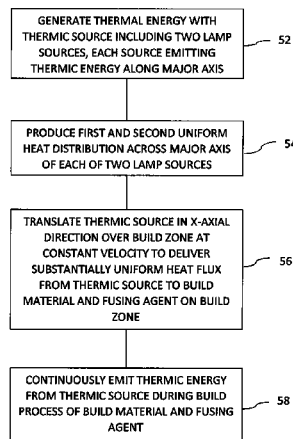 GENERATE THERMAL ENERGY WITH
THERMIC SOURCE INCLUDING TWO LAMP
SOURCES, EACH SOURCE EMITTING
THERMIC ENERGY ALONG MAJOR AXIS
52
PRODUCE FIRST AND SECOND UNIFORM
HEAT DISTRIBUTION ACROSS MAJOR AXIS
OF EACH OF TWO LAMP SOURCES
54
TRANSLATE THERMIC SOURCE IN X-AXIAL
DIRECTION OVER BUILD ZONE AT
CONSTANT VELOCITY TO DELIVER
SUBSTANTIALLY UNIFORM HEAT FLUX
FROM THERMIC SOURCE TO BUILD
MATERIAL AND FUSING AGENT ON BUILD
ZONE
56
CONTINUOUSLY EMIT THERMIC ENERGY
FROM THERMIC SOURCE DURING BUILD
PROCESS OF BUILD MATERIAL AND FUSING
AGENT
58